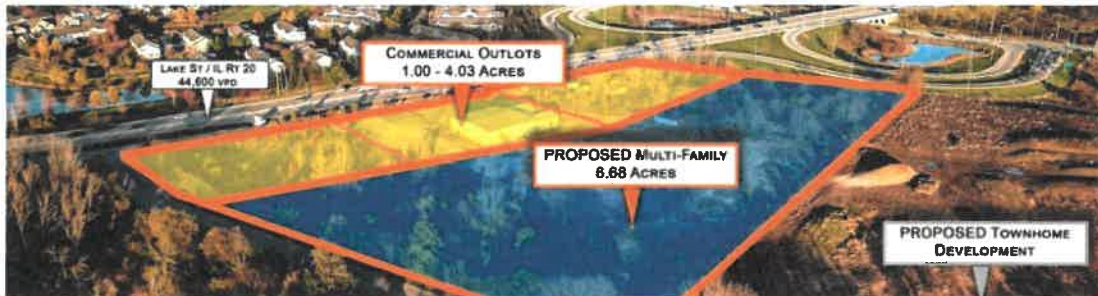 LAKE ST / IL RT 20
44,600 VPD
COMMERCIAL OUTLOTS
1.00 - 4.03 ACRES
PROPOSED MULTI-FAMILY
6.68 ACRES
PROPOSED TOWNHOME
DEVELOPMENT